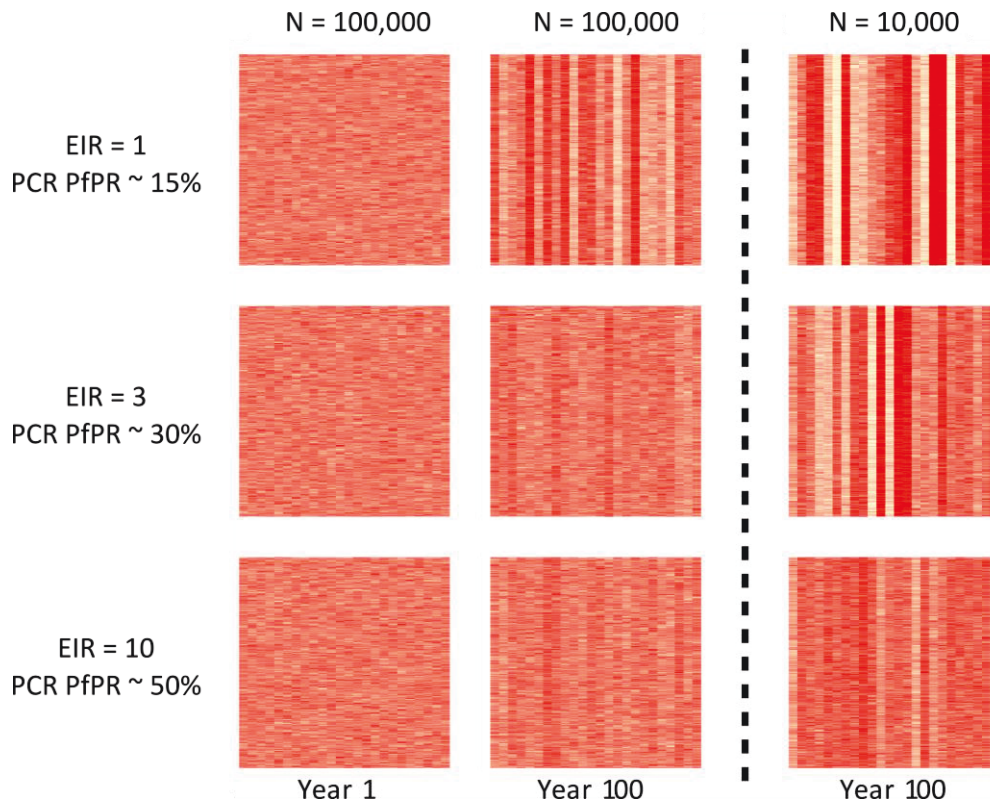 N = 100,000
N = 100,000
N = 10,000
EIR = 1
PCR PfPR ~ 15%
EIR = 3
PCR PfPR ~ 30%
EIR = 10
PCR PfPR ~ 50%
Year 1
Year 100
Year 100